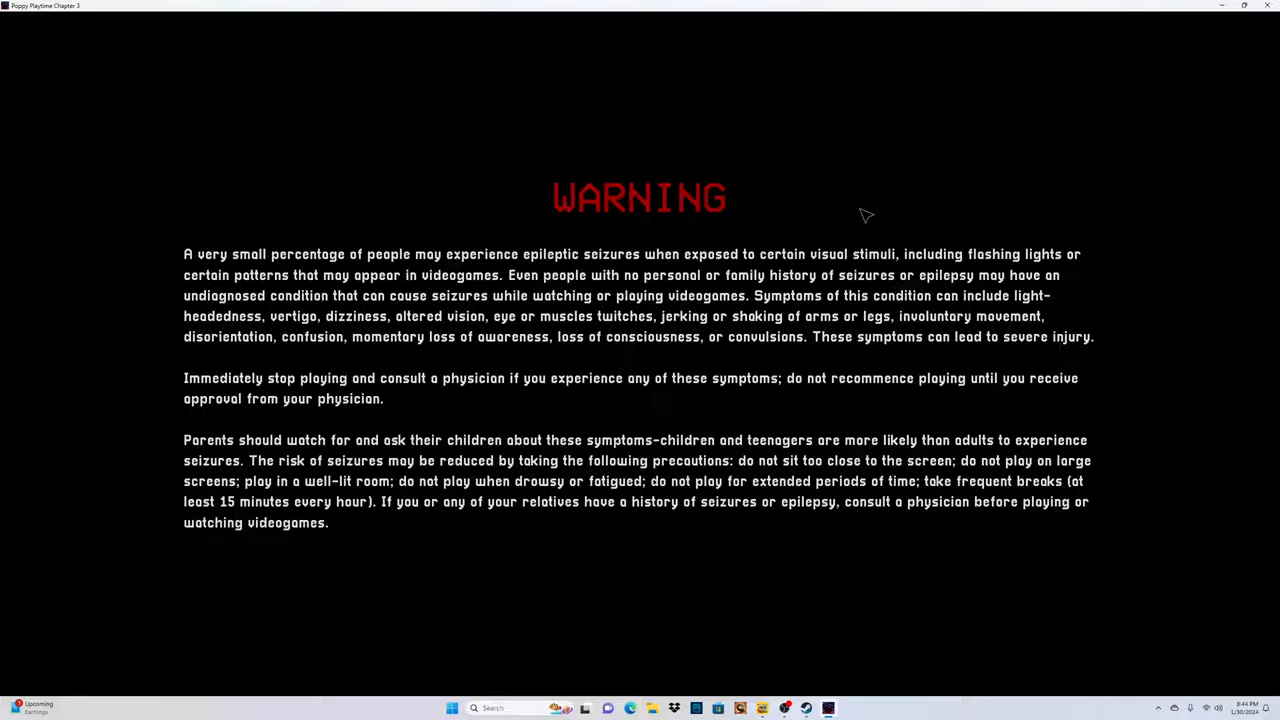 Poppy Playtime Chapter 3
WARNING
A very small percentage of people may experience epileptic seizures when exposed to certain visual stimuli, including flashing lights or
certain patterns that may appear in videogames. Even people with no personal or family history of seizures or epilepsy may have an
undiagnosed condition that can cause seizures while watching or playing videogames. Symptoms of this condition can include light-
headedness, vertigo, dizziness, altered vision, eye or muscles twitches, jerking or shaking of arms or legs, involuntary movement,
disorientation, confusion, momentary loss of awareness, loss of consciousness, or convulsions. These symptoms can lead to severe injury.
Immediately stop playing and consult a physician if you experience any of these symptoms; do not recommence playing until you receive
approval from your physician.
Parents should watch for and ask their children about these symptoms-children and teenagers are more likely than adults to experience
seizures. The risk of seizures may be reduced by taking the following precautions: do not sit too close to the screen; do not play on large
screens; play in a well-lit room; do not play when drowsy or fatigued; do not play for extended periods of time; take frequent breaks (at
least 15 minutes every hour). If you or any of your relatives have a history of seizures or epilepsy, consult a physician before playing or
watching videogames.
1
Upcoming
Earnings
Search
8:44 PM
1/30/2024